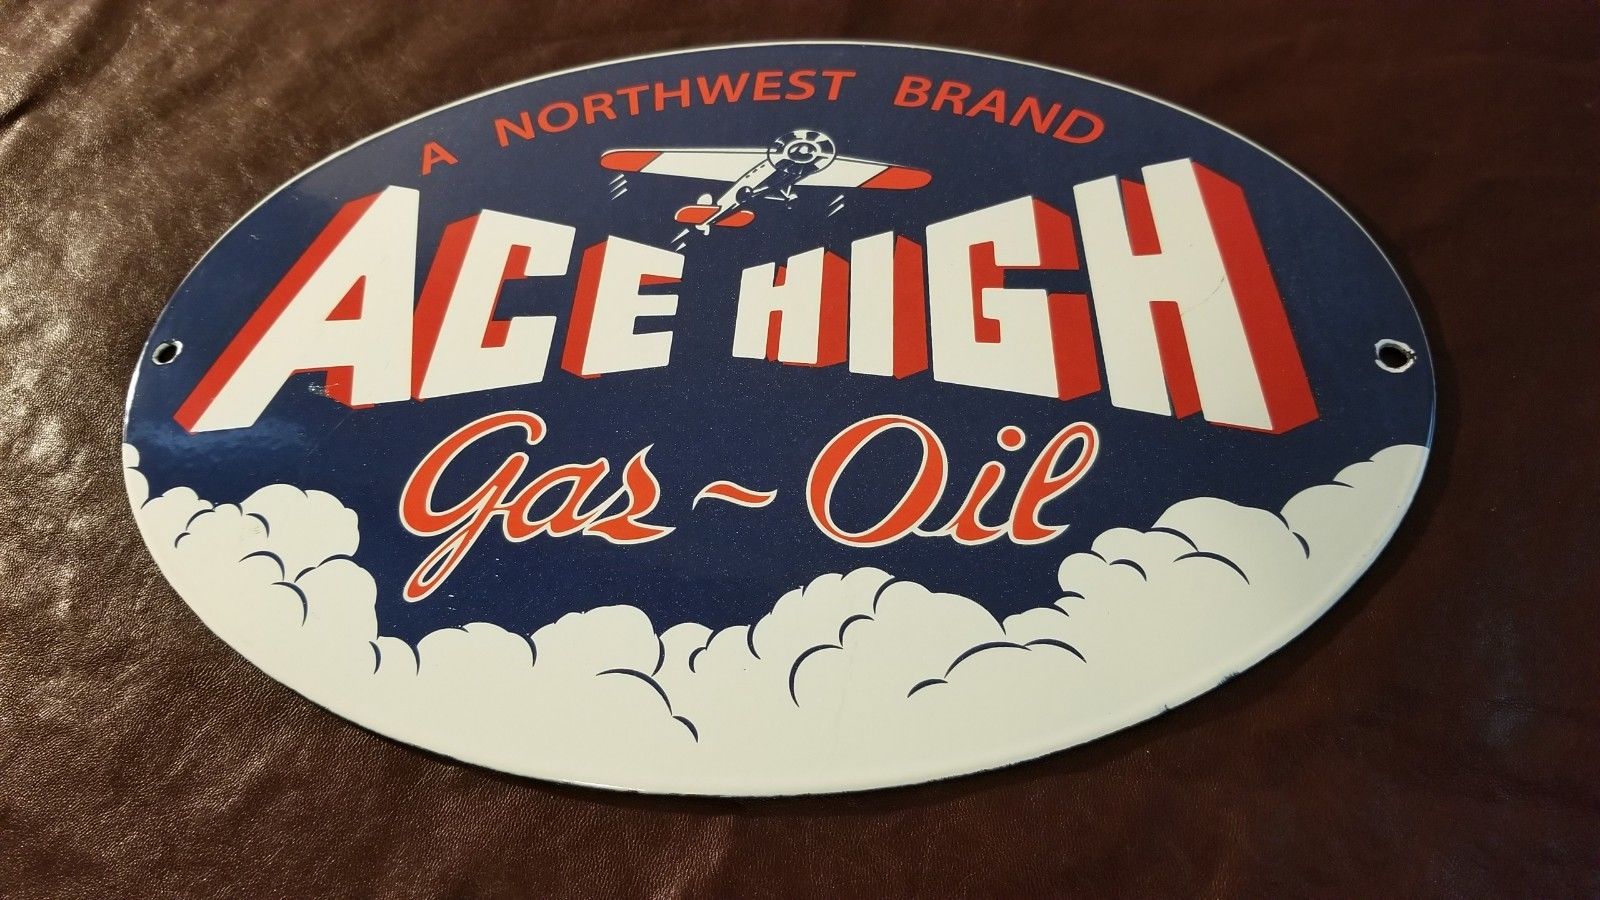 A NORTHWEST BRAND
ACE HIGH
Gas ~ Oil